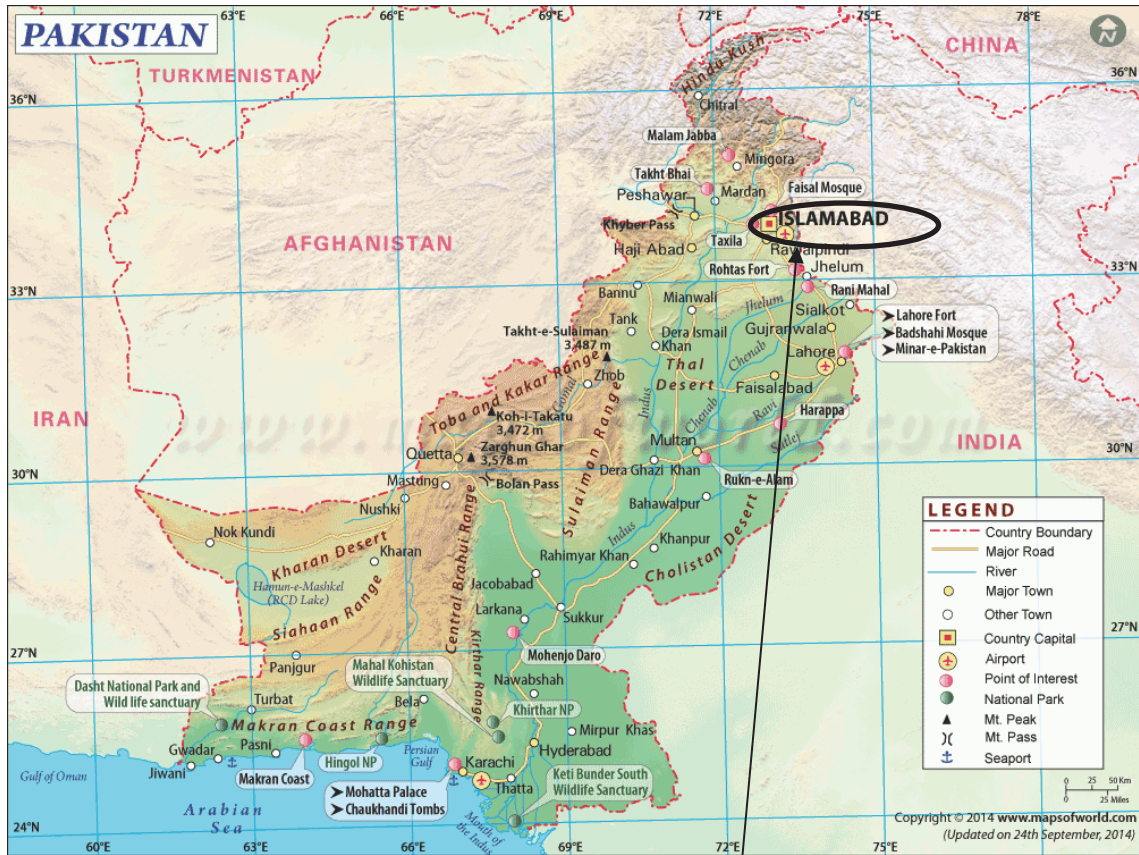 PAKISTAN
63°E
66°E
69°E
72°E
75°E
78°E
N
TURKMENISTAN
CHINA
Hindu Kush
36°N
36°N
Chitral
Malam Jabba
Mingora
Takht Bhai
Mardan
Faisal Mosque
Peshawar
ISLAMABAD
Khyber Pass
AFGHANISTAN
Taxila
Haji Abad
Rawalpindi
Rohtas Fort
Jhelum
33°N
33°N
Bannu
Mianwali
Jhelum
Rani Mahal
Sialkot
Lahore Fort
Tank
Takht-e-Sulaiman
3,487 m
Dera Ismail
Khan
Gujranwala
Badshahi Mosque
Minar-e-Pakistan
Chenab
Lahore
Toba and Kakar Range
Zhob
Thal
Desert
Gomal
Faisalabad
IRAN
Koh-I-Takatu
3,472 m
Sulaiman Range
Indus
Chenab
Ravi
Harappa
INDIA
Zarghun Ghar
3,578 m
Multan
Sutlej
Quetta
30°N
30°N
Mastung
Bolan Pass
Dera Ghazi Khan
Rukn-e-Alam
Nushki
Bahawalpur
Nok Kundi
Kharan Desert
Kharan
Central Brahui Range
Indus
Khanpur
Rahimyar Khan
Cholistan Desert
Hamun-e-Mashkel
(RCD Lake)
Jacobabad
Siahaan Range
Larkana
Sukkur
27°N
27°N
Panjgur
Kirthar Range
Mohenjo Daro
Mahal Kohistan
Wildlife Sanctuary
Dasht National Park and
Wild life sanctuary
Nawabshah
Turbat
Bela
Khirthar NP
Makran Coast Range
Mirpur Khas
Gwadar
Pasni
Persian
Gulf
Hyderabad
Jiwani
Hingol NP
Karachi
Gulf of Oman
Makran Coast
Thatta
Keti Bunder South
Wildlife Sanctuary
Mohatta Palace
Chaukhandi Tombs
Arabian
Sea
Mouth of
the Indus
24°N
24°N
60°E
63°E
66°E
69°E
72°E
75°E
LEGEND
Country Boundary
Major Road
River
Major Town
Other Town
Country Capital
Airport
Point of Interest
National Park
Mt. Peak
Mt. Pass
Seaport
0 25 50 Km
0 25 Miles
Copyright © 2014 www.mapsofworld.com
(Updated on 24th September, 2014)